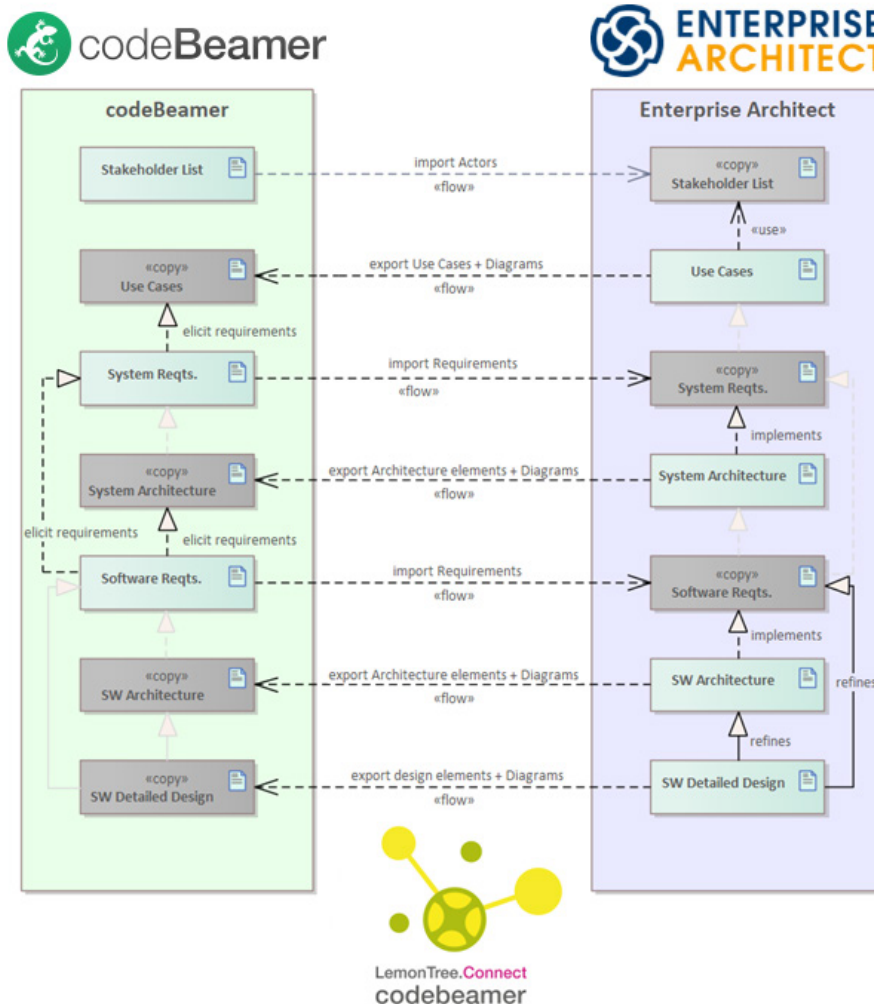 codeBeamer
ENTERPRISE
ARCHITECT
codeBeamer
Enterprise Architect
Stakeholder List
import Actors
«flow»
«copy»
Stakeholder List
«use»
«copy»
Use Cases
export Use Cases + Diagrams
«flow»
Use Cases
elicit requirements
System Reqts.
import Requirements
«flow»
«copy»
System Reqts.
implements
«copy»
System Architecture
export Architecture elements + Diagrams
«flow»
System Architecture
elicit requirements
elicit requirements
Software Reqts.
import Requirements
«flow»
«copy»
Software Reqts.
implements
«copy»
SW Architecture
export Architecture elements + Diagrams
«flow»
SW Architecture
refines
refines
«copy»
SW Detailed Design
export design elements + Diagrams
«flow»
SW Detailed Design
LemonTree.Connect
codebeamer